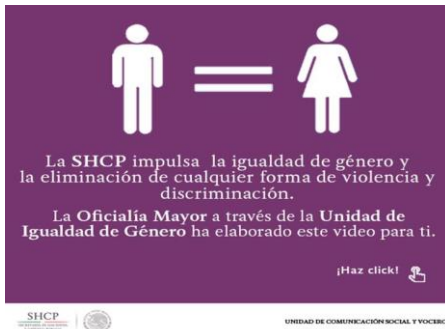 La SHCP impulsa la igualdad de género y
la eliminación de cualquier forma de violencia y
discriminación.
La Oficialía Mayor a través de la Unidad de
Igualdad de Género ha elaborado este video para ti.
¡Haz click!
SHCP
UNIDAD DE COMUNICACIÓN SOCIAL Y VOCERO